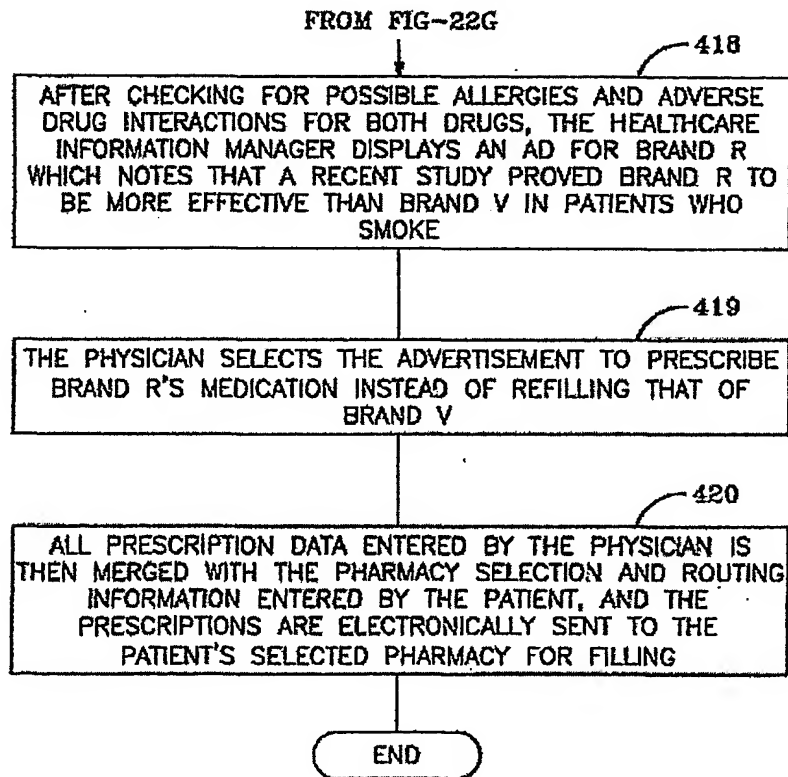 FROM FIG-22G
418
AFTER CHECKING FOR POSSIBLE ALLERGIES AND ADVERSE
DRUG INTERACTIONS FOR BOTH DRUGS, THE HEALTHCARE
INFORMATION MANAGER DISPLAYS AN AD FOR BRAND R
WHICH NOTES THAT A RECENT STUDY PROVED BRAND R TO
BE MORE EFFECTIVE THAN BRAND V IN PATIENTS WHO
SMOKE
419
THE PHYSICIAN SELECTS THE ADVERTISEMENT TO PRESCRIBE
BRAND R'S MEDICATION INSTEAD OF REFILLING THAT OF
BRAND V
420
ALL PRESCRIPTION DATA ENTERED BY THE PHYSICIAN IS
THEN MERGED WITH THE PHARMACY SELECTION AND ROUTING
INFORMATION ENTERED BY THE PATIENT, AND THE
PRESCRIPTIONS ARE ELECTRONICALLY SENT TO THE
PATIENT'S SELECTED PHARMACY FOR FILLING
END